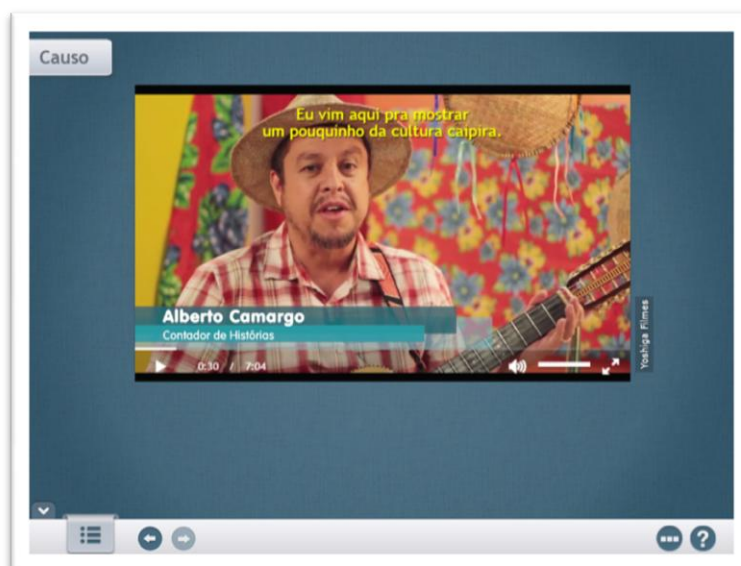 Causo
Eu vim aqui pra mostrar
um pouquinho da cultura caipira.
Alberto Camargo
Contador de Histórias
0:30 / 7:04
Yoshiga Filmes
?